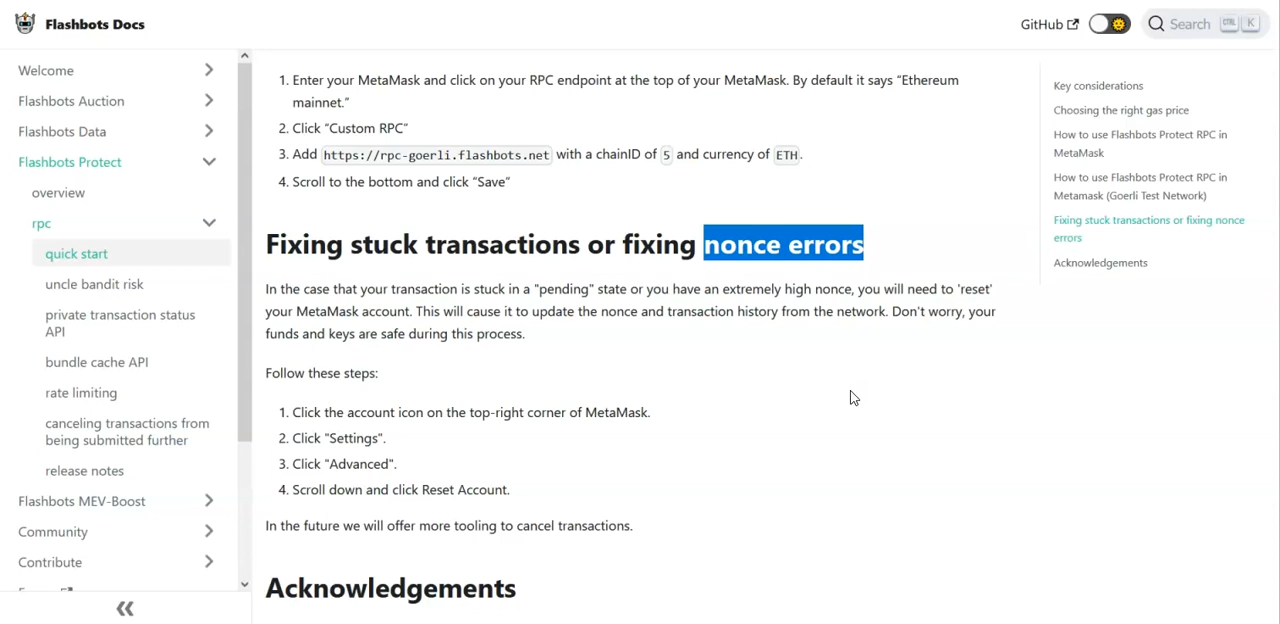 Flashbots Docs
GitHub
Search CTRL K
Welcome
Flashbots Auction
Flashbots Data
Flashbots Protect
overview
rpc
quick start
uncle bandit risk
private transaction status
API
bundle cache API
rate limiting
canceling transactions from
being submitted further
release notes
Flashbots MEV-Boost
Community
Contribute
1. Enter your MetaMask and click on your RPC endpoint at the top of your MetaMask. By default it says “Ethereum
mainnet.”
2. Click “Custom RPC”
3. Add https://rpc-goerli.flashbots.net with a chainID of 5 and currency of ETH.
4. Scroll to the bottom and click “Save”
Fixing stuck transactions or fixing nonce errors
In the case that your transaction is stuck in a "pending" state or you have an extremely high nonce, you will need to 'reset'
your MetaMask account. This will cause it to update the nonce and transaction history from the network. Don't worry, your
funds and keys are safe during this process.
Follow these steps:
1. Click the account icon on the top-right corner of MetaMask.
2. Click "Settings".
3. Click "Advanced".
4. Scroll down and click Reset Account.
In the future we will offer more tooling to cancel transactions.
Acknowledgements
Key considerations
Choosing the right gas price
How to use Flashbots Protect RPC in
MetaMask
How to use Flashbots Protect RPC in
Metamask (Goerli Test Network)
Fixing stuck transactions or fixing nonce
errors
Acknowledgements